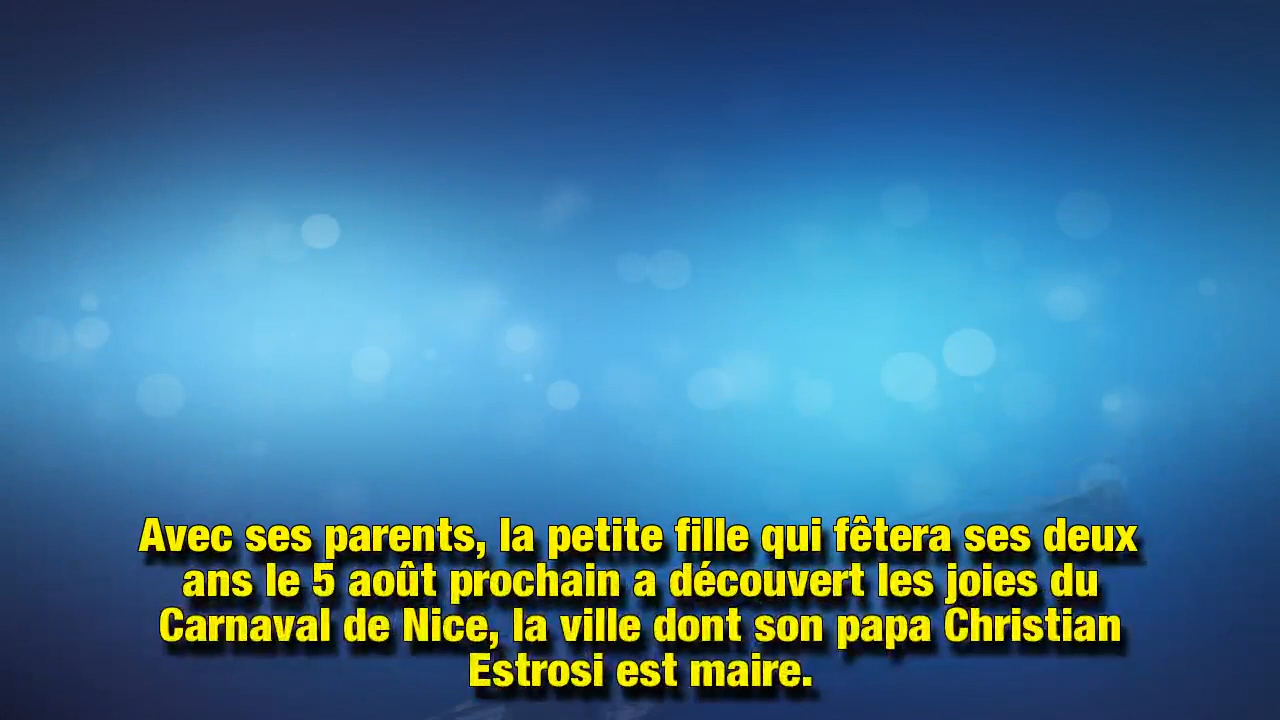 Avec ses parents, la petite fille qui fêtera ses deux
ans le 5 août prochain a découvert les joies du
Carnaval de Nice, la ville dont son papa Christian
Estrosi est maire.